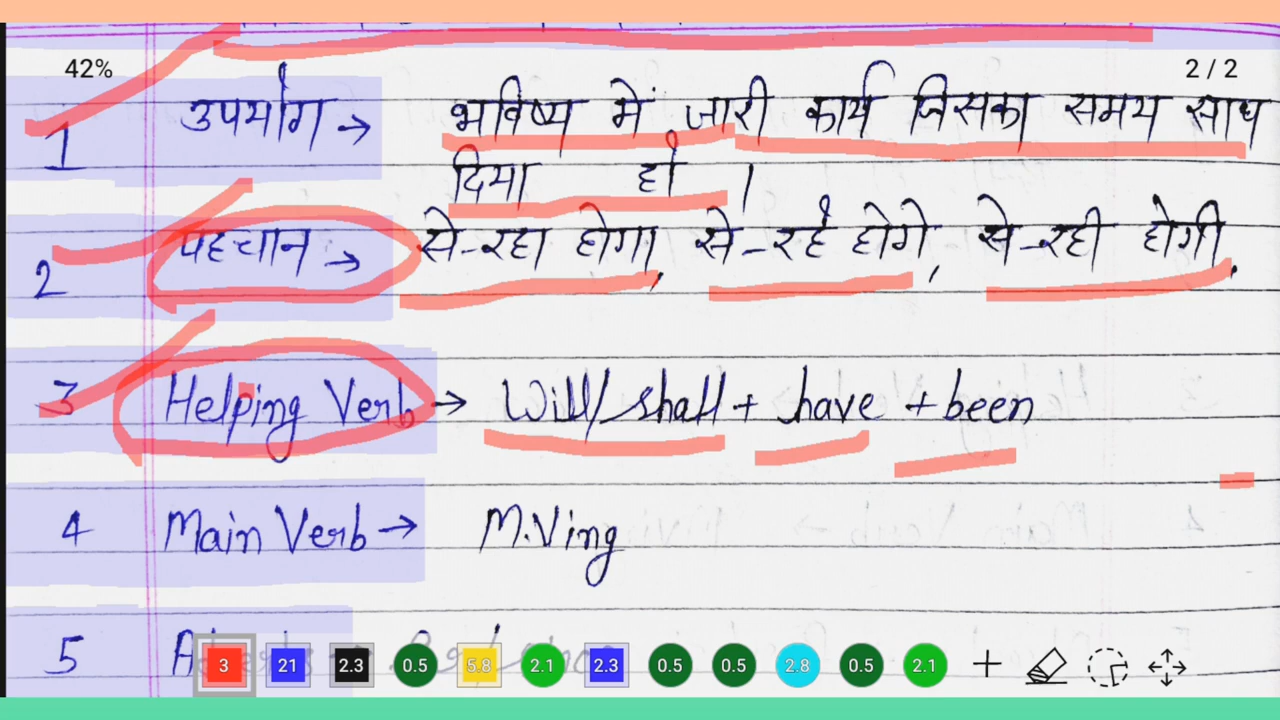 42%
2 / 2
1 उपयोग → भविष्य में जारी कार्य जिसका समय साथ
दिया हो ।
2 पहचान → से-रहा होगा, से-रहे होगे, से-रही होगी,
3 Helping Verb → Will/shall + have + been
4 Main Verb → M.Ving
5
3 21 2.3 0.5 5.8 2.1 2.3 0.5 0.5 2.8 0.5 2.1